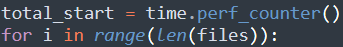 total_start = time.perf_counter()
for i in range(len(files)):